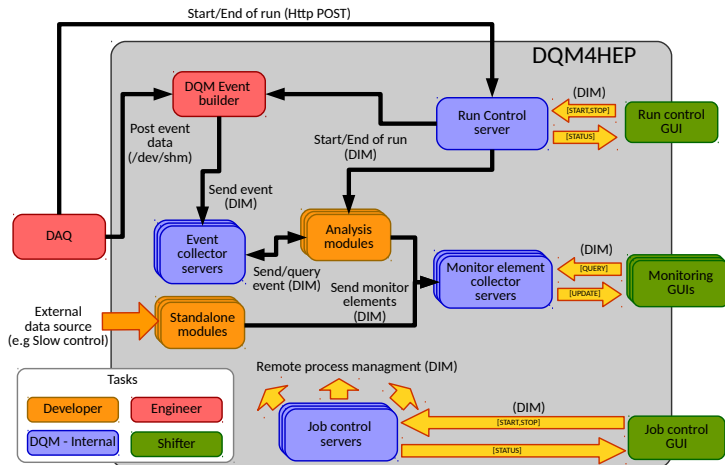 Start/End of run (Http POST)
DQM4HEP
DQM Event
builder
(DIM)
[START,STOP]
[STATUS]
Run Control
server
Run control
GUI
Post event
data
(/dev/shm)
Start/End of run
(DIM)
Send event
(DIM)
DAQ
Event
collector
servers
Analysis
modules
(DIM)
[QUERY]
[UPDATE]
Monitor element
collector
servers
Monitoring
GUIs
Send/query
event (DIM)
Send monitor
elements
(DIM)
External
data source
(e.g Slow control)
Standalone
modules
Remote process managment (DIM)
Tasks
Developer
Engineer
DQM - Internal
Shifter
Job control
servers
(DIM)
[START,STOP]
[STATUS]
Job control
GUI